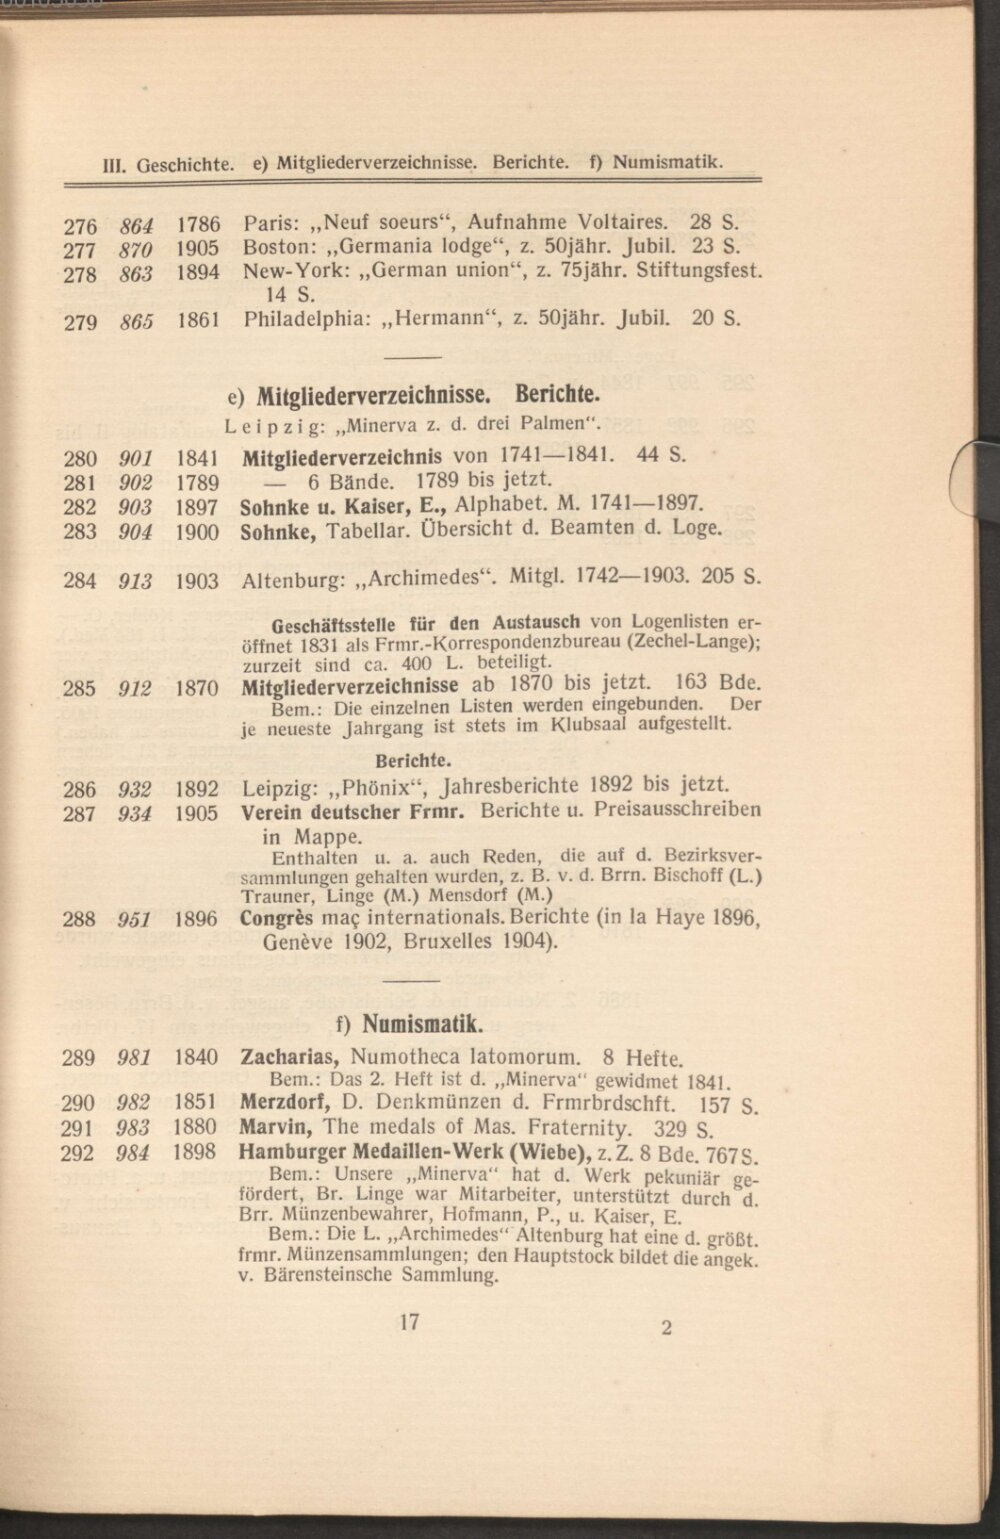 III. Geschichte. e) Mitgliederverzeichnisse. Berichte. f) Numismatik.
276 864 1786 Paris: „Neuf soeurs“, Aufnahme Voltaires. 28 S.
277 870 1905 Boston: „Germania lodge“, z. 50jähr. Jubil. 23 S.
278 863 1894 New-York: „German union“, z. 75jähr. Stiftungsfest.
14 S.
279 865 1861 Philadelphia: „Hermann“, z. 50jähr. Jubil. 20 S.
e) Mitgliederverzeichnisse. Berichte.
Leipzig: „Minerva z. d. drei Palmen“.
280 901 1841 Mitgliederverzeichnis von 1741—1841. 44 S.
281 902 1789 — 6 Bände. 1789 bis jetzt.
282 903 1897 Sohnke u. Kaiser, E., Alphabet. M. 1741—1897.
283 904 1900 Sohnke, Tabellar. Übersicht d. Beamten d. Loge.
284 913 1903 Altenburg: „Archimedes“. Mitgl. 1742—1903. 205 S.
Geschäftsstelle für den Austausch von Logenlisten er-
öffnet 1831 als Frmr.-Korrespondenzbureau (Zechel-Lange);
zurzeit sind ca. 400 L. beteiligt.
285 912 1870 Mitgliederverzeichnisse ab 1870 bis jetzt. 163 Bde.
Bem.: Die einzelnen Listen werden eingebunden. Der
je neueste Jahrgang ist stets im Klubsaal aufgestellt.
Berichte.
286 932 1892 Leipzig: „Phönix“, Jahresberichte 1892 bis jetzt.
287 934 1905 Verein deutscher Frmr. Berichte u. Preisausschreiben
in Mappe.
Enthalten u. a. auch Reden, die auf d. Bezirksver-
sammlungen gehalten wurden, z. B. v. d. Brrn. Bischoff (L.)
Trauner, Linge (M.) Mensdorf (M.)
288 951 1896 Congrès maç internationals. Berichte (in la Haye 1896,
Genève 1902, Bruxelles 1904).
f) Numismatik.
289 981 1840 Zacharias, Numotheca latomorum. 8 Hefte.
Bem.: Das 2. Heft ist d. „Minerva“ gewidmet 1841.
290 982 1851 Merzdorf, D. Denkmünzen d. Frmrbrdschft. 157 S.
291 983 1880 Marvin, The medals of Mas. Fraternity. 329 S.
292 984 1898 Hamburger Medaillen-Werk (Wiebe), z. Z. 8 Bde. 767 S.
Bem.: Unsere „Minerva“ hat d. Werk pekuniär ge-
fördert, Br. Linge war Mitarbeiter, unterstützt durch d.
Brr. Münzenbewahrer, Hofmann, P., u. Kaiser, E.
Bem.: Die L. „Archimedes“ Altenburg hat eine d. größt.
frmr. Münzensammlungen; den Hauptstock bildet die angek.
v. Bärensteinsche Sammlung.
17 2